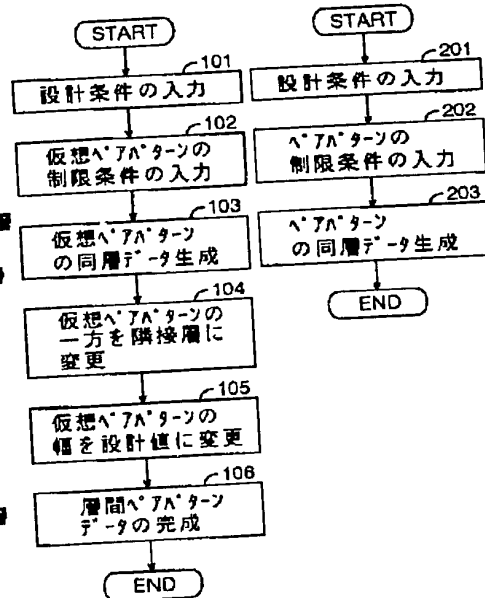 START
101
設計条件の入力
102
仮想ペアパターンの
制限条件の入力
103
仮想ペアパターン
の同層データ生成
104
仮想ペアパターンの
一方を隣接層に
変更
105
仮想ペアパターンの
幅を設計値に変更
106
層間ペアパターン
データの完成
END
START
201
設計条件の入力
202
ペアパターンの
制限条件の入力
203
ペアパターン
の同層データ生成
END